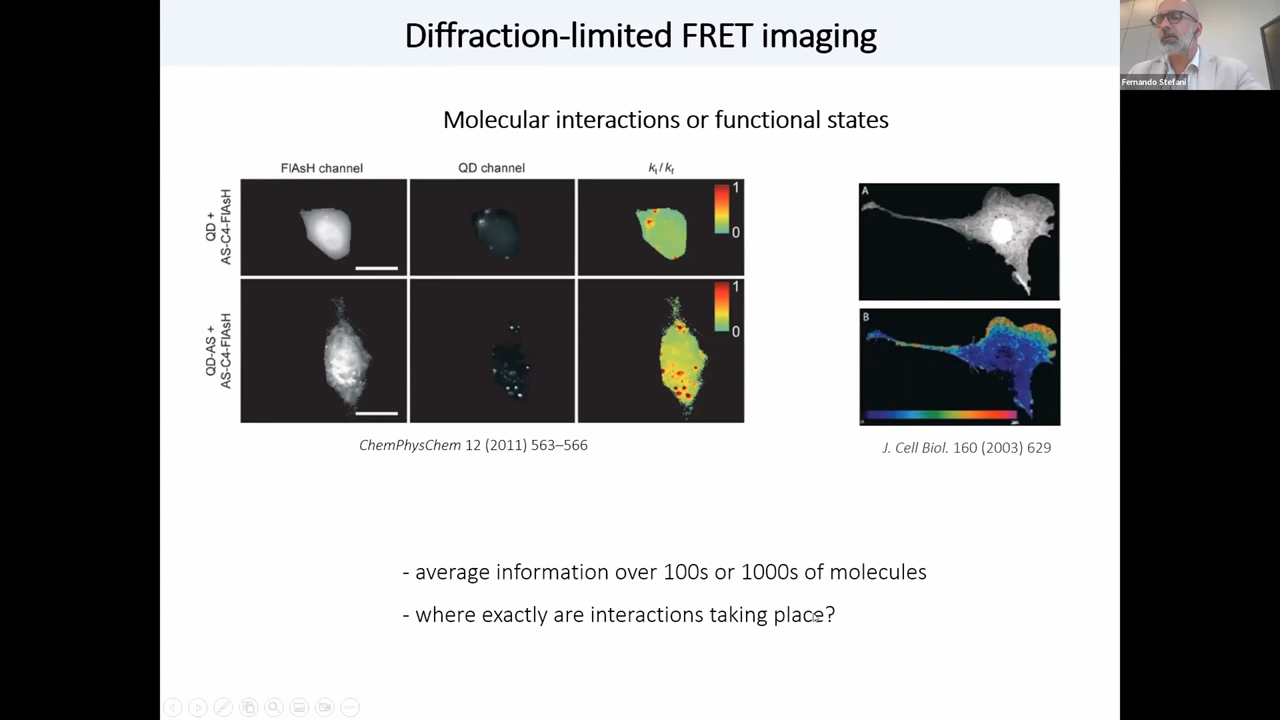 Diffraction-limited FRET imaging
Fernando Stefani
Molecular interactions or functional states
FlAsH channel
QD channel
kt / kf
QD +
AS-C4-FlAsH
1
0
QD-AS +
AS-C4-FlAsH
1
0
A
B
ChemPhysChem 12 (2011) 563–566
J. Cell Biol. 160 (2003) 629
- average information over 100s or 1000s of molecules
- where exactly are interactions taking place?